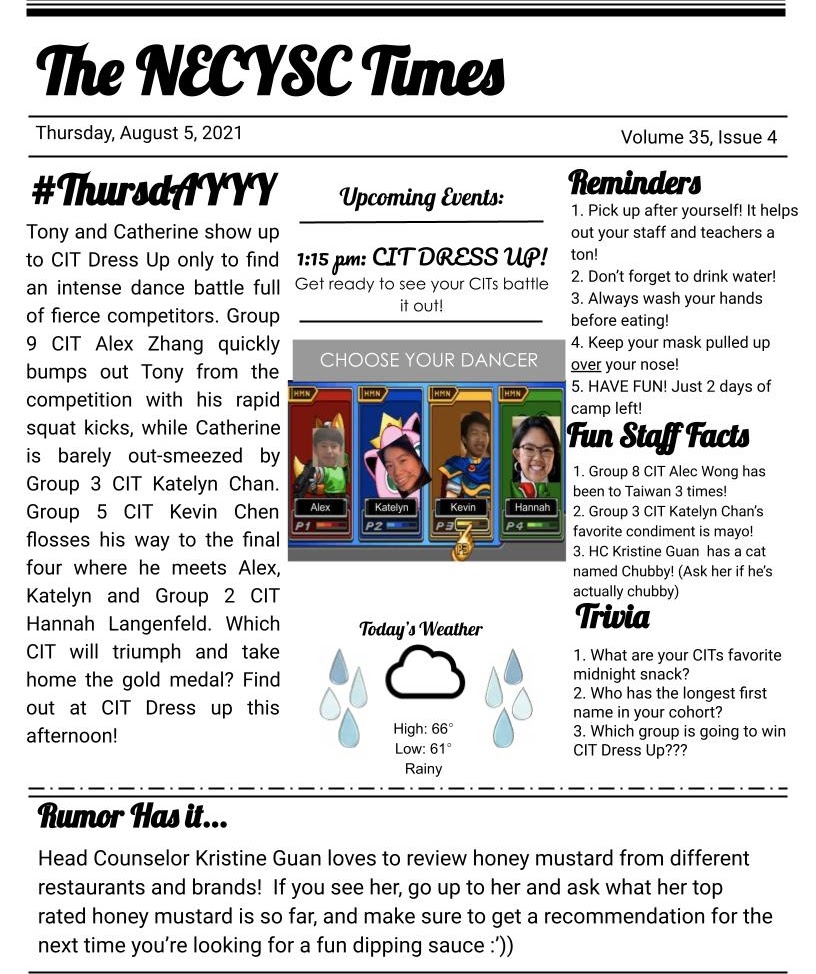 The NECYSC Times
Thursday, August 5, 2021
Volume 35, Issue 4
#ThursdAYYY
Tony and Catherine show up
to CIT Dress Up only to find
an intense dance battle full
of fierce competitors. Group
9 CIT Alex Zhang quickly
bumps out Tony from the
competition with his rapid
squat kicks, while Catherine
is barely out-smeezed by
Group 3 CIT Katelyn Chan.
Group 5 CIT Kevin Chen
flosses his way to the final
four where he meets Alex,
Katelyn and Group 2 CIT
Hannah Langenfeld. Which
CIT will triumph and take
home the gold medal? Find
out at CIT Dress up this
afternoon!
Upcoming Events:
1:15 pm: CIT DRESS UP!
Get ready to see your CITs battle
it out!
CHOOSE YOUR DANCER
HMN HMN HMN HMN
Alex Katelyn Kevin Hannah
P1 P2 P3 P4
Today's Weather
High: 66°
Low: 61°
Rainy
Reminders
1. Pick up after yourself! It helps
out your staff and teachers a
ton!
2. Don't forget to drink water!
3. Always wash your hands
before eating!
4. Keep your mask pulled up
over your nose!
5. HAVE FUN! Just 2 days of
camp left!
Fun Staff Facts
1. Group 8 CIT Alec Wong has
been to Taiwan 3 times!
2. Group 3 CIT Katelyn Chan's
favorite condiment is mayo!
3. HC Kristine Guan has a cat
named Chubby! (Ask her if he's
actually chubby)
Trivia
1. What are your CITs favorite
midnight snack?
2. Who has the longest first
name in your cohort?
3. Which group is going to win
CIT Dress Up???
Rumor Has it...
Head Counselor Kristine Guan loves to review honey mustard from different
restaurants and brands! If you see her, go up to her and ask what her top
rated honey mustard is so far, and make sure to get a recommendation for the
next time you're looking for a fun dipping sauce :'))